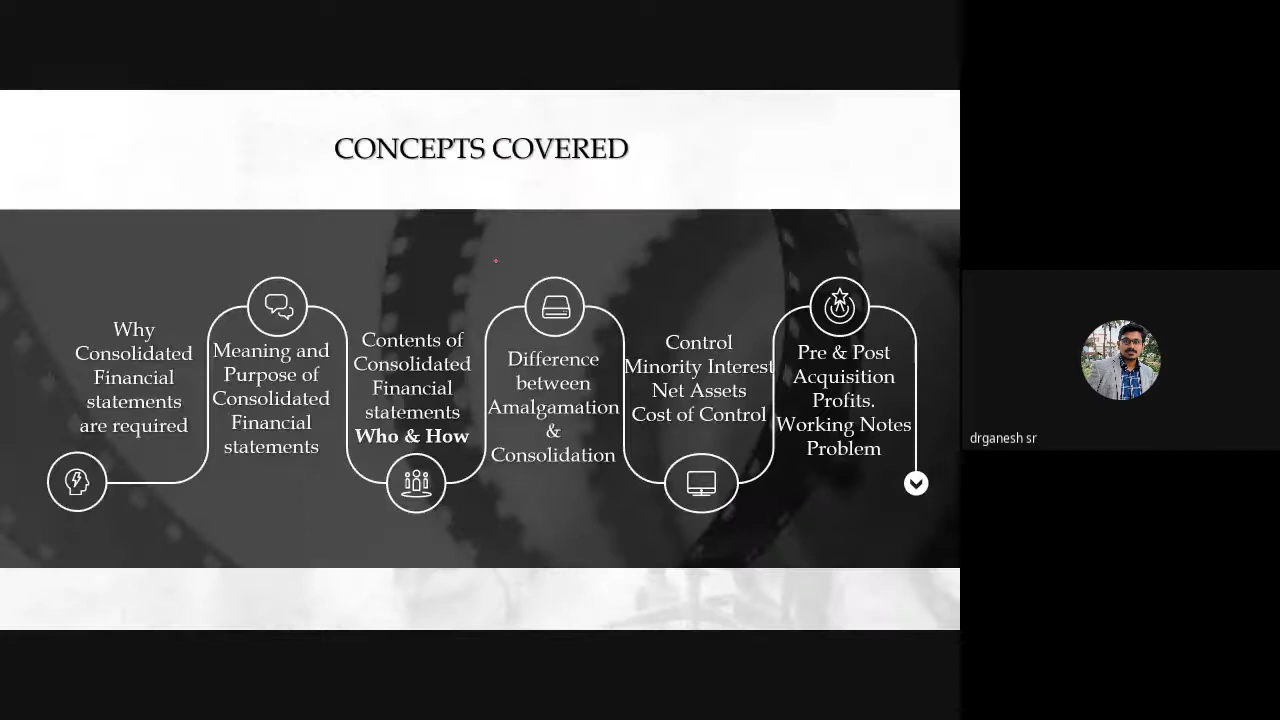 CONCEPTS COVERED
Why
Consolidated
Financial
statements
are required
Meaning and
Purpose of
Consolidated
Financial
statements
Contents of
Consolidated
Financial
statements
Who & How
Difference
between
Amalgamation
&
Consolidation
Control
Minority Interest
Net Assets
Cost of Control
Pre & Post
Acquisition
Profits.
Working Notes
Problem
drganesh sr